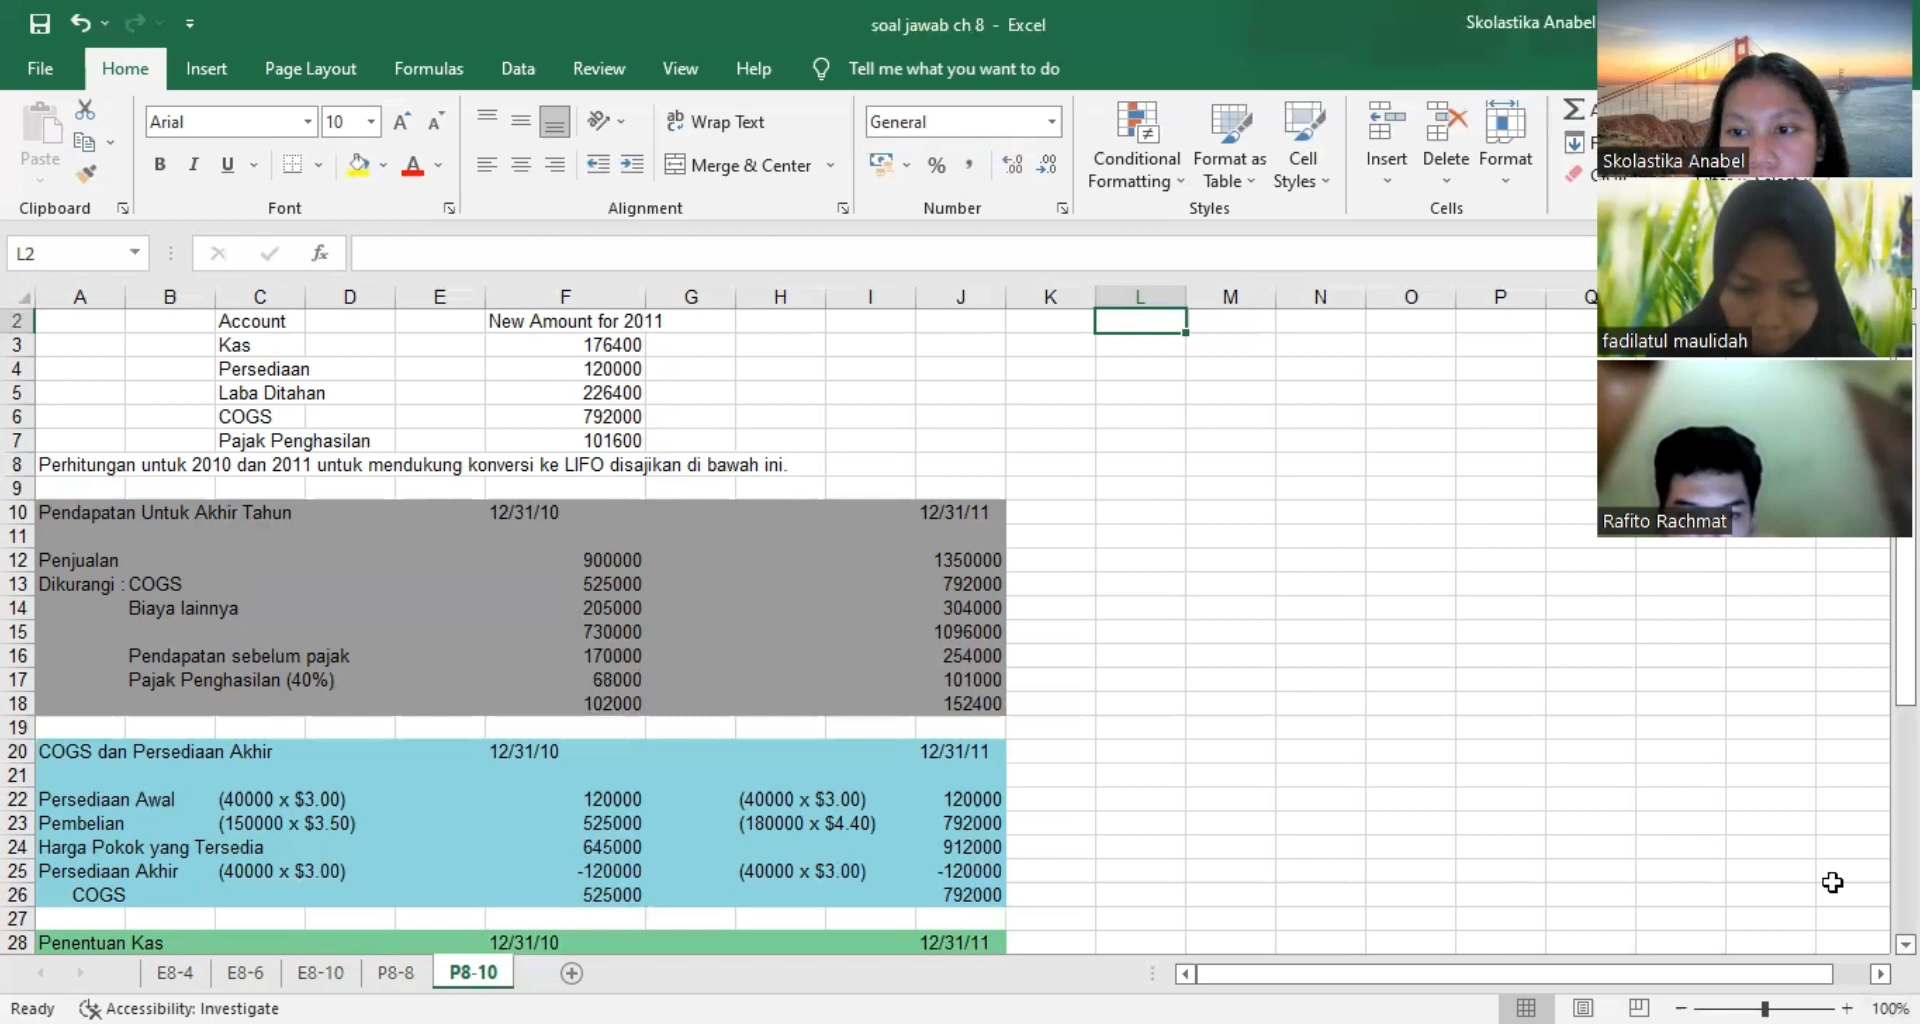 soal jawab ch 8 - Excel
Skolastika Anabel
File Home Insert Page Layout Formulas Data Review View Help Tell me what you want to do
Paste
Arial 10
B I U A
Wrap Text
Merge & Center
General
% ,
Conditional Formatting
Format as Table
Cell Styles
Insert Delete Format
Clipboard Font Alignment Number Styles Cells
Skolastika Anabel
fadilatul maulidah
Rafito Rachmat
L2 fx
A B C D E F G H I J K L M N O P Q
2 Account New Amount for 2011
3 Kas 176400
4 Persediaan 120000
5 Laba Ditahan 226400
6 COGS 792000
7 Pajak Penghasilan 101600
8 Perhitungan untuk 2010 dan 2011 untuk mendukung konversi ke LIFO disajikan di bawah ini.
9
10 Pendapatan Untuk Akhir Tahun 12/31/10 12/31/11
11
12 Penjualan 900000 1350000
13 Dikurangi : COGS 525000 792000
14 Biaya lainnya 205000 304000
15 730000 1096000
16 Pendapatan sebelum pajak 170000 254000
17 Pajak Penghasilan (40%) 68000 101000
18 102000 152400
19
20 COGS dan Persediaan Akhir 12/31/10 12/31/11
21
22 Persediaan Awal (40000 x $3.00) 120000 (40000 x $3.00) 120000
23 Pembelian (150000 x $3.50) 525000 (180000 x $4.40) 792000
24 Harga Pokok yang Tersedia 645000 912000
25 Persediaan Akhir (40000 x $3.00) -120000 (40000 x $3.00) -120000
26 COGS 525000 792000
27
28 Penentuan Kas 12/31/10 12/31/11
E8-4 E8-6 E8-10 P8-8 P8-10
Ready Accessibility: Investigate 100%